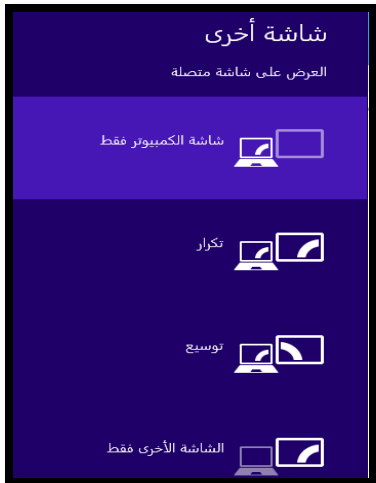 شاشة أخرى
العرض على شاشة متصلة
شاشة الكمبيوتر فقط
تكرار
توسيع
الشاشة الأخرى فقط